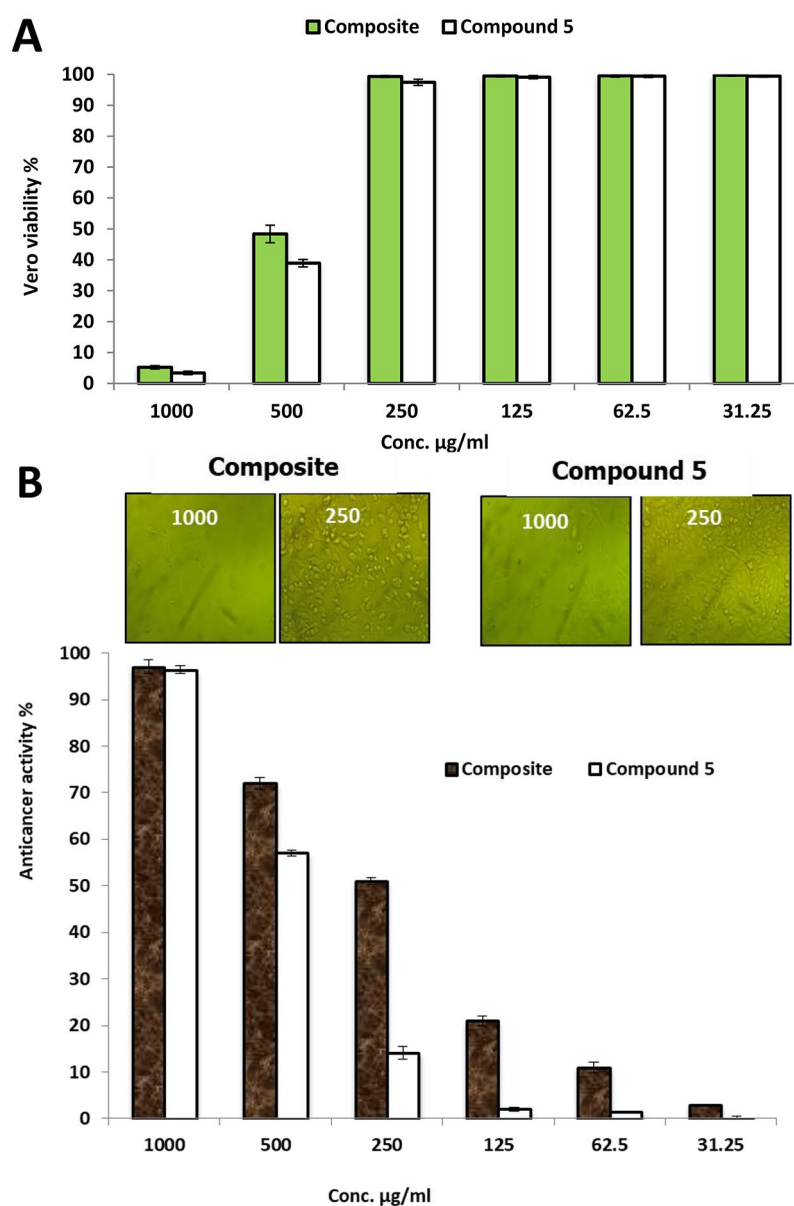 A
Composite Compound 5
100
90
80
70
60
50
40
30
20
10
0
Vero viability %
1000 500 250 125 62.5 31.25
Conc. µg/ml
B
Composite Compound 5
1000 250 1000 250
100
90
80
70
60
50
40
30
20
10
0
Anticancer activity %
Composite Compound 5
1000 500 250 125 62.5 31.25
Conc. µg/ml